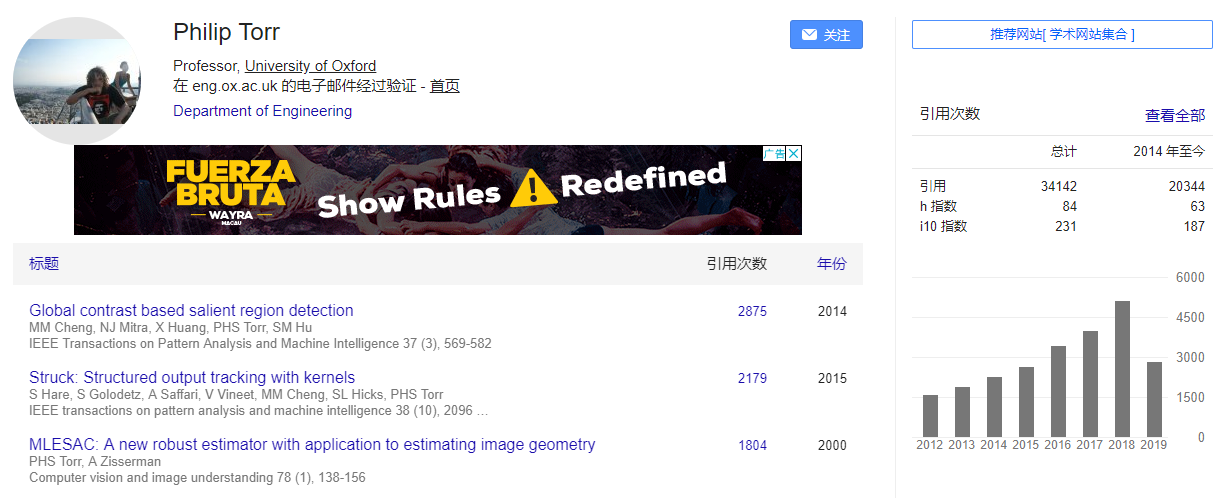 Philip Torr
Professor, University of Oxford
在 eng.ox.ac.uk 的电子邮件经过验证 - 首页
Department of Engineering
关注
广告
FUERZA
BRUTA
WAYRA
MACAU
Show Rules Redefined
标题 引用次数 年份
Global contrast based salient region detection 2875 2014
MM Cheng, NJ Mitra, X Huang, PHS Torr, SM Hu
IEEE Transactions on Pattern Analysis and Machine Intelligence 37 (3), 569-582
Struck: Structured output tracking with kernels 2179 2015
S Hare, S Golodetz, A Saffari, V Vineet, MM Cheng, SL Hicks, PHS Torr
IEEE transactions on pattern analysis and machine intelligence 38 (10), 2096 …
MLESAC: A new robust estimator with application to estimating image geometry 1804 2000
PHS Torr, A Zisserman
Computer vision and image understanding 78 (1), 138-156
推荐网站[ 学术网站集合 ]
引用次数 查看全部
总计 2014 年至今
引用 34142 20344
h 指数 84 63
i10 指数 231 187
6000
4500
3000
1500
0
2012 2013 2014 2015 2016 2017 2018 2019